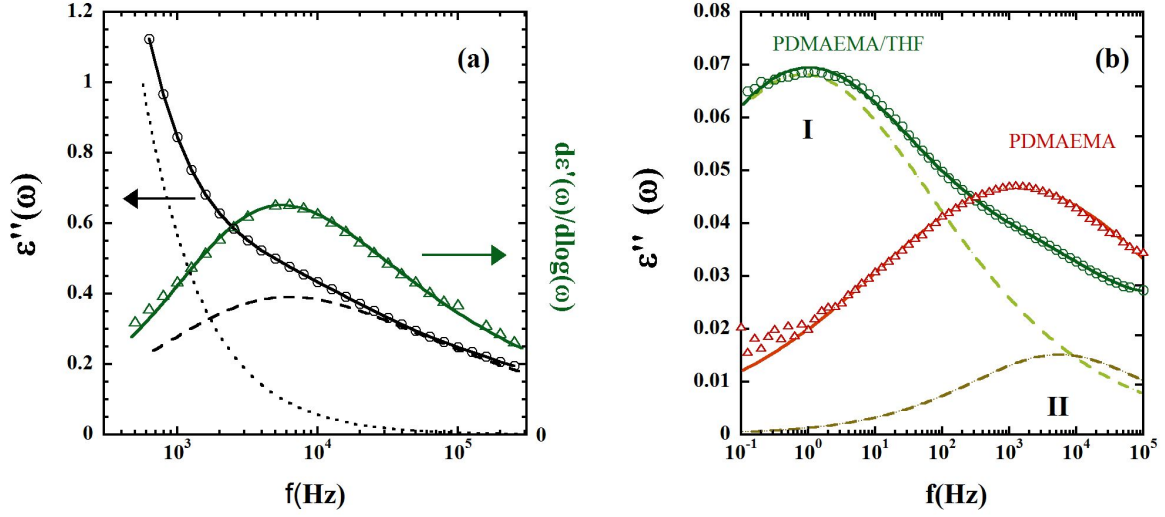 (a)
1.2
1
0.8
0.6
0.4
0.2
0
ε''(ω)
10³
10⁴
10⁵
f(Hz)
0
dε'(ω)/dlog(ω)
(b)
PDMAEMA/THF
PDMAEMA
I
II
0.08
0.07
0.06
0.05
0.04
0.03
0.02
0.01
0
ε'' (ω)
10⁻¹
10⁰
10¹
10²
10³
10⁴
10⁵
f(Hz)